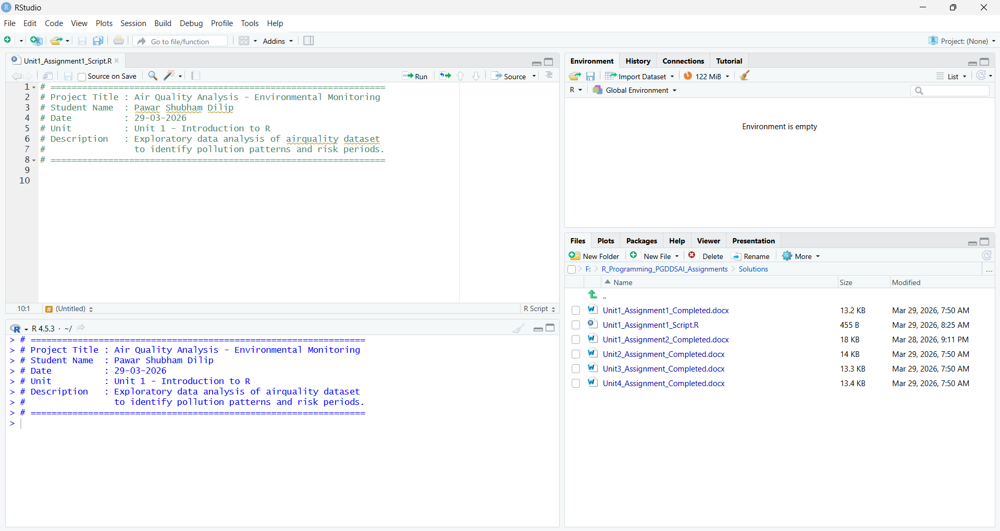 RStudio
File Edit Code View Plots Session Build Debug Profile Tools Help
Go to file/function Addins Project: (None)
Unit1_Assignment1_Script.R
Source on Save Run Source
1 # ================================================================
2 # Project Title : Air Quality Analysis - Environmental Monitoring
3 # Student Name  : Pawar Shubham Dilip
4 # Date          : 29-03-2026
5 # Unit          : Unit 1 - Introduction to R
6 # Description   : Exploratory data analysis of airquality dataset
7 #                 to identify pollution patterns and risk periods.
8 # ================================================================
9
10
10:1 # (Untitled) R Script
R 4.5.3 · ~/
> # ================================================================
> # Project Title : Air Quality Analysis - Environmental Monitoring
> # Student Name  : Pawar Shubham Dilip
> # Date          : 29-03-2026
> # Unit          : Unit 1 - Introduction to R
> # Description   : Exploratory data analysis of airquality dataset
> #                 to identify pollution patterns and risk periods.
> # ================================================================
>
Environment History Connections Tutorial
Import Dataset 122 MiB List
R Global Environment
Environment is empty
Files Plots Packages Help Viewer Presentation
New Folder New File Delete Rename More
F: R_Programming_PGDDSAI_Assignments Solutions ...
Name Size Modified
..
Unit1_Assignment1_Completed.docx 13.2 KB Mar 29, 2026, 7:50 AM
Unit1_Assignment1_Script.R 455 B Mar 29, 2026, 8:25 AM
Unit1_Assignment2_Completed.docx 18 KB Mar 28, 2026, 9:11 PM
Unit2_Assignment_Completed.docx 14 KB Mar 29, 2026, 7:50 AM
Unit3_Assignment_Completed.docx 13.3 KB Mar 29, 2026, 7:50 AM
Unit4_Assignment_Completed.docx 13.4 KB Mar 29, 2026, 7:50 AM